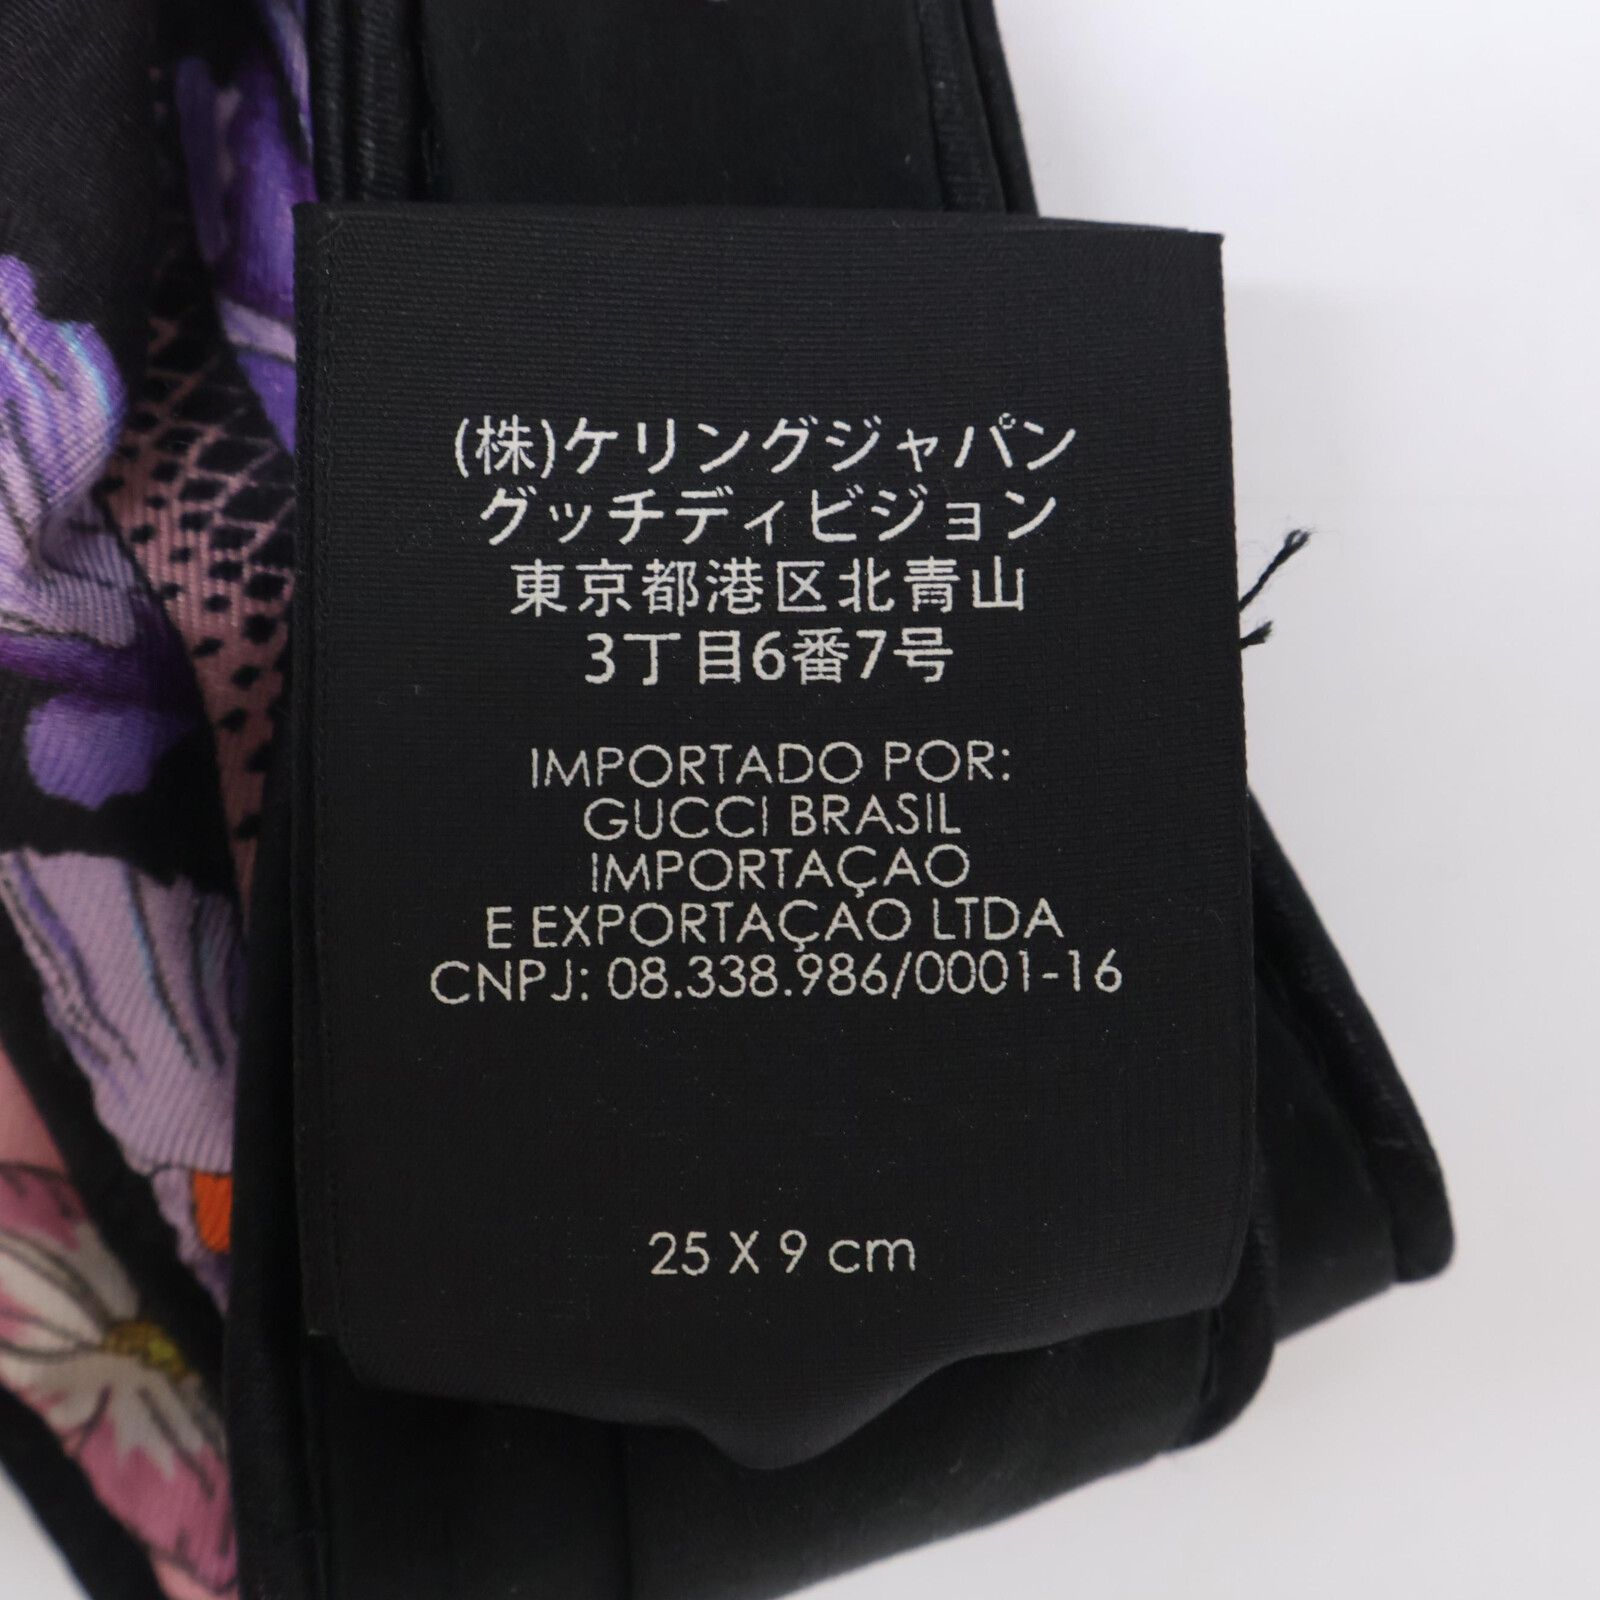 (株)ケリングジャパン
グッチディビジョン
東京都港区北青山
3丁目6番7号
IMPORTADO POR:
GUCCI BRASIL
IMPORTAÇAO
E EXPORTAÇAO LTDA
CNPJ: 08.338.986/0001-16
25 X 9 cm